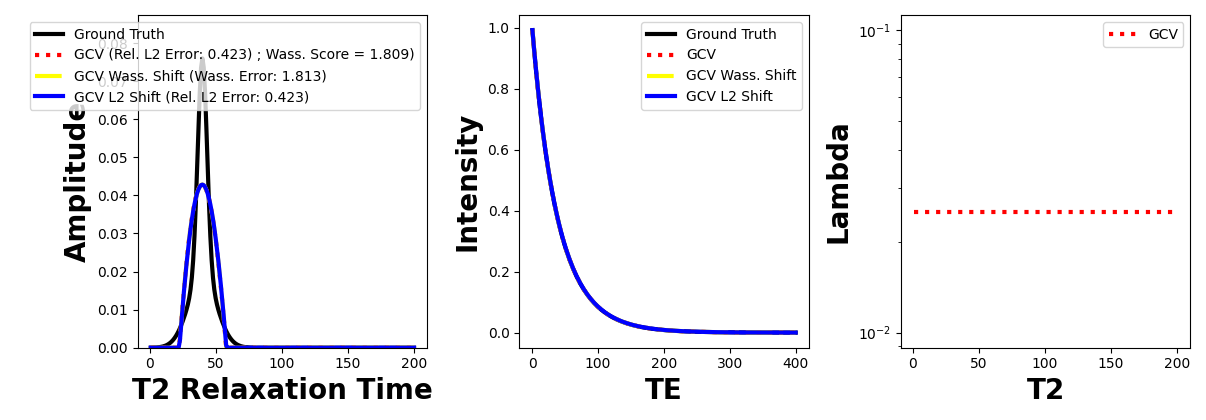 Ground Truth
GCV (Rel. L2 Error: 0.423) ; Wass. Score = 1.809)
GCV Wass. Shift (Wass. Error: 1.813)
GCV L2 Shift (Rel. L2 Error: 0.423)
Amplitude
0.08
0.07
0.06
0.05
0.04
0.03
0.02
0.01
0.00
0
50
100
150
200
T2 Relaxation Time
Ground Truth
GCV
GCV Wass. Shift
GCV L2 Shift
Intensity
1.0
0.8
0.6
0.4
0.2
0.0
0
100
200
300
400
TE
GCV
Lambda
10⁻¹
10⁻²
0
50
100
150
200
T2